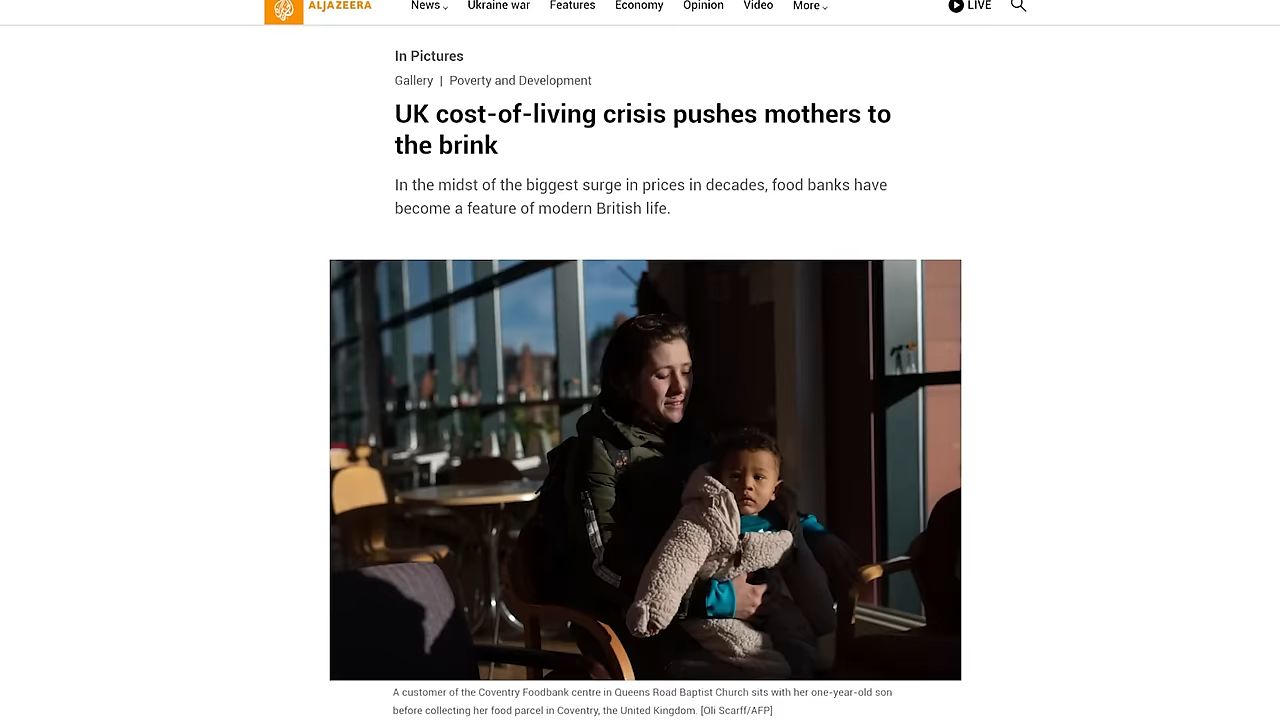 ALJAZEERA News Ukraine war Features Economy Opinion Video More LIVE
In Pictures
Gallery | Poverty and Development
UK cost-of-living crisis pushes mothers to
the brink
In the midst of the biggest surge in prices in decades, food banks have
become a feature of modern British life.
A customer of the Coventry Foodbank centre in Queens Road Baptist Church sits with her one-year-old son
before collecting her food parcel in Coventry, the United Kingdom. [Oli Scarff/AFP]